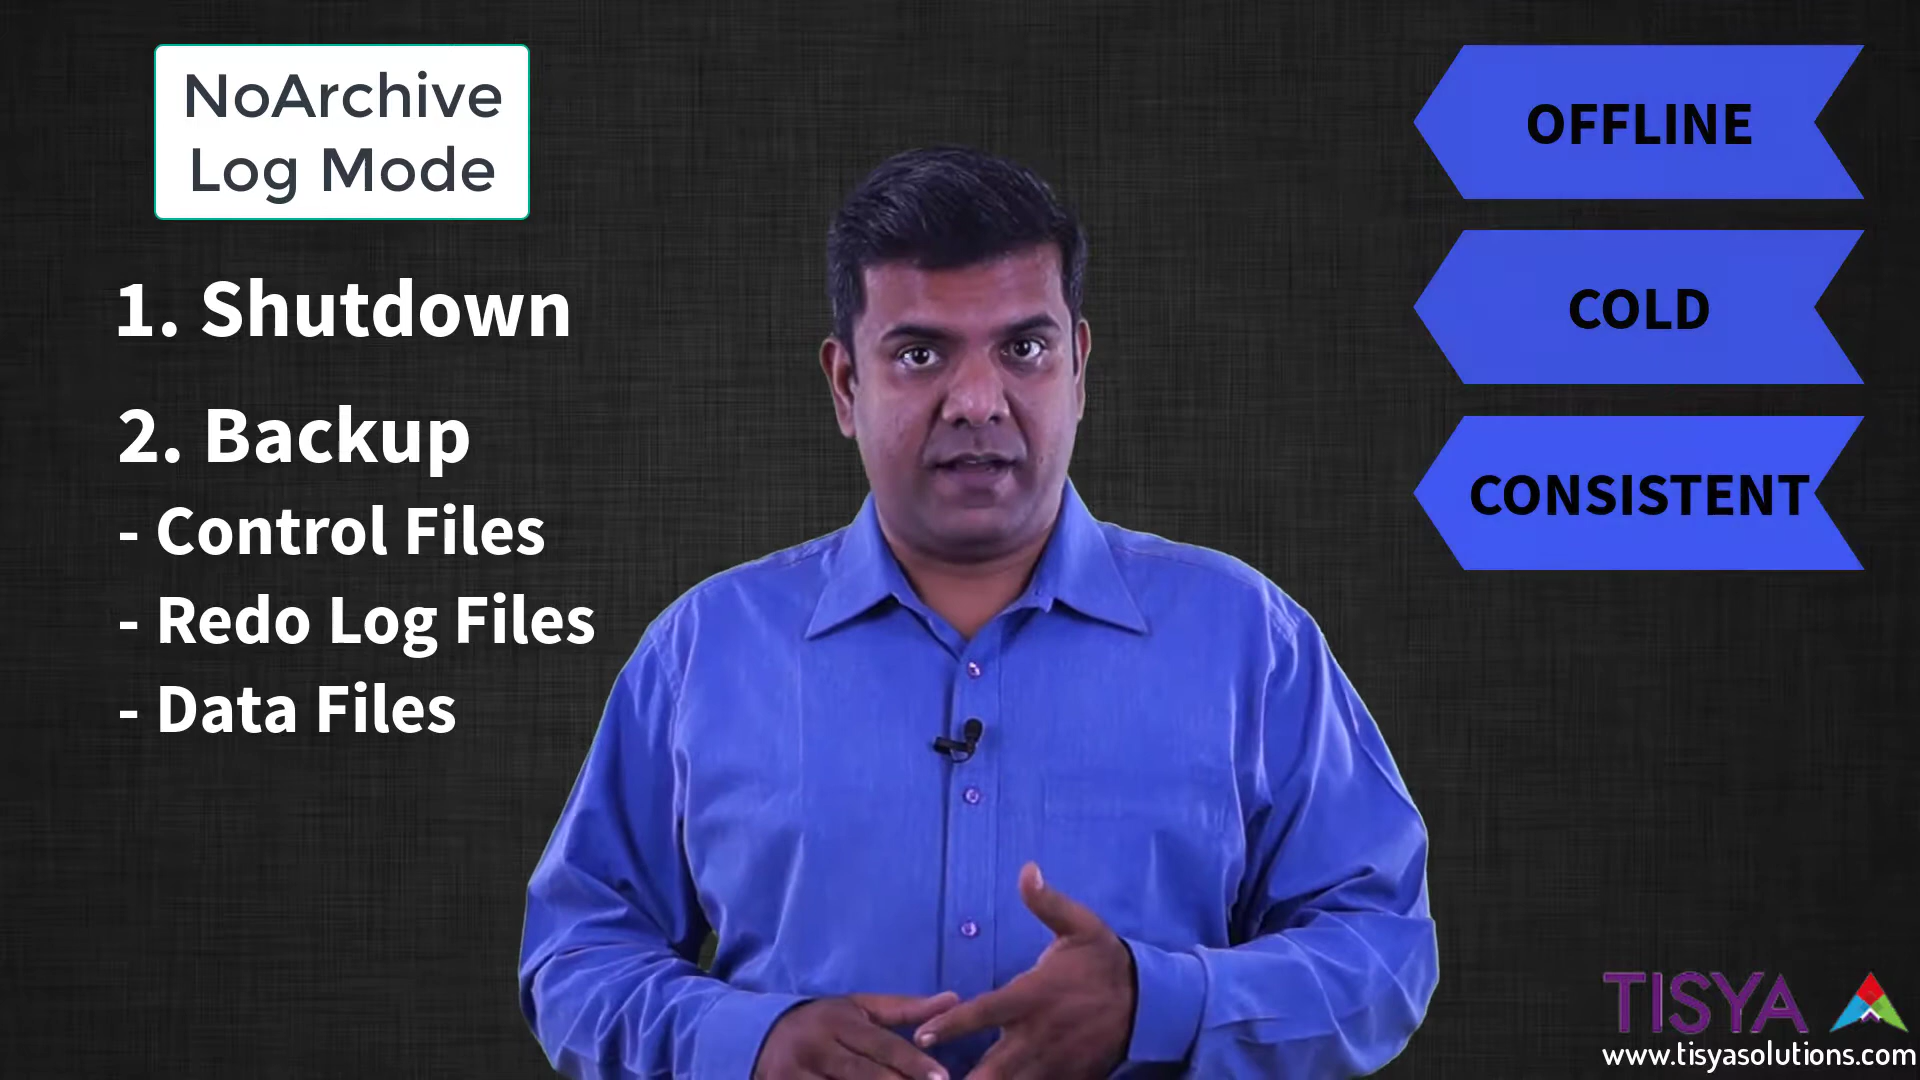 NoArchive
Log Mode
1. Shutdown
2. Backup
- Control Files
- Redo Log Files
- Data Files
OFFLINE
COLD
CONSISTENT
TISYA
www.tisyasolutions.com